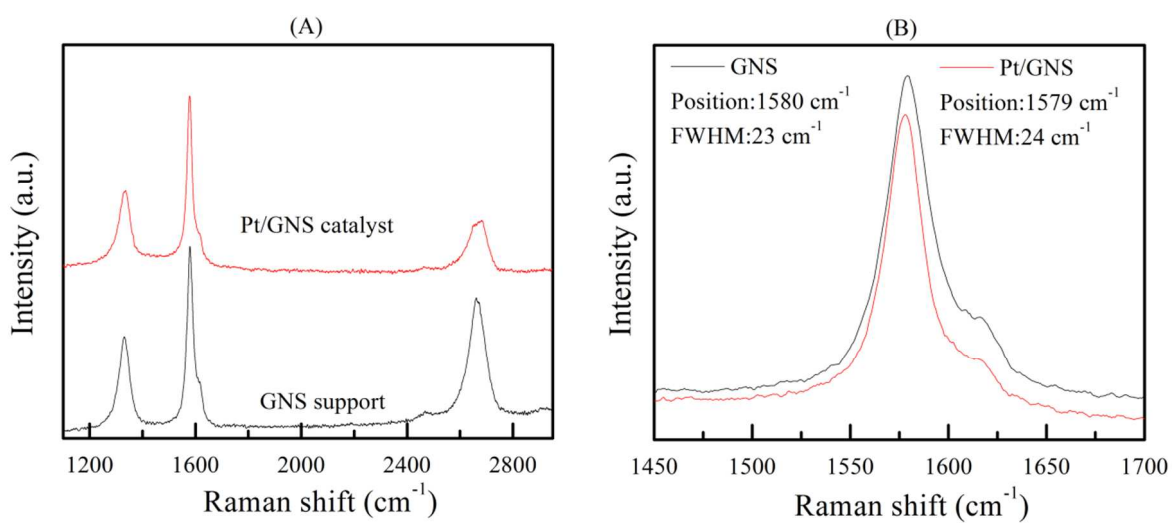 (A)
Intensity (a.u.)
Pt/GNS catalyst
GNS support
1200 1600 2000 2400 2800
Raman shift (cm⁻¹)
(B)
Intensity (a.u.)
GNS
Position:1580 cm⁻¹
FWHM:23 cm⁻¹
Pt/GNS
Position:1579 cm⁻¹
FWHM:24 cm⁻¹
1450 1500 1550 1600 1650 1700
Raman shift (cm⁻¹)